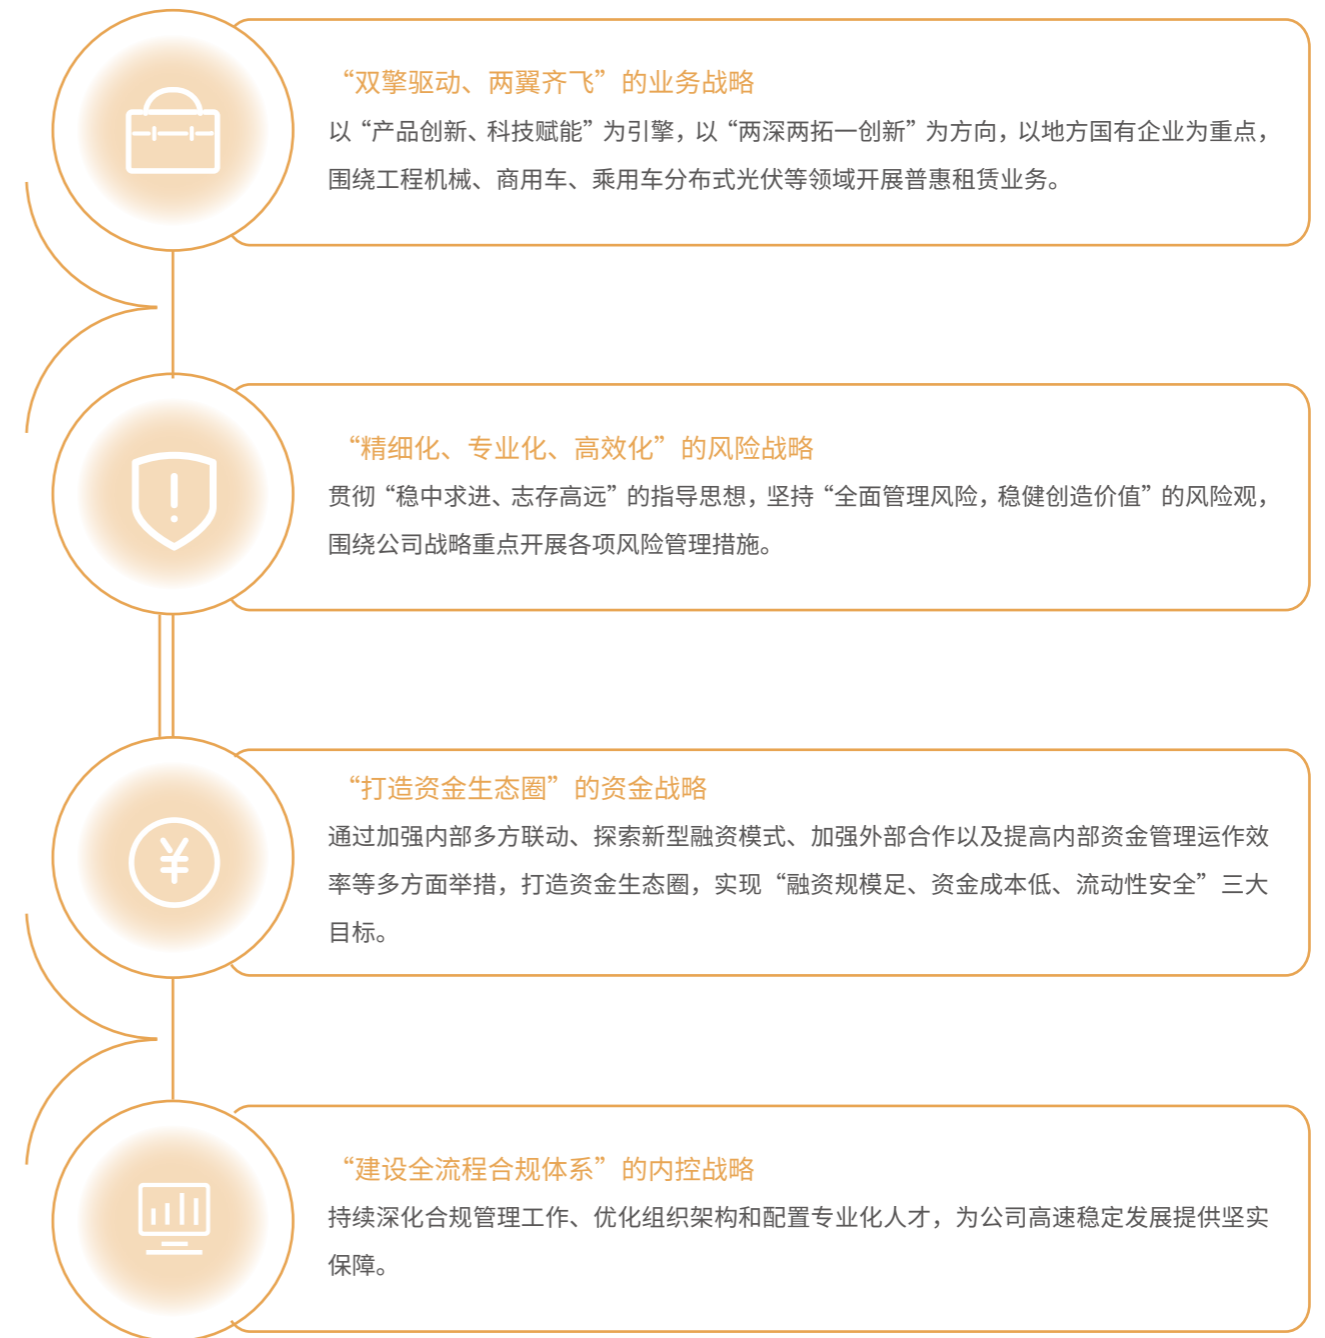 “双擎驱动、两翼齐飞”的业务战略
以“产品创新、科技赋能”为引擎，以“两深两拓一创新”为方向，以地方国有企业为重点，
围绕工程机械、商用车、乘用车分布式光伏等领域开展普惠租赁业务。
“精细化、专业化、高效化”的风险战略
贯彻“稳中求进、志存高远”的指导思想，坚持“全面管理风险，稳健创造价值”的风险观，
围绕公司战略重点开展各项风险管理措施。
“打造资金生态圈”的资金战略
通过加强内部多方联动、探索新型融资模式、加强外部合作以及提高内部资金管理运作效
率等多方面举措，打造资金生态圈，实现“融资规模足、资金成本低、流动性安全”三大
目标。
“建设全流程合规体系”的内控战略
持续深化合规管理工作、优化组织架构和配置专业化人才，为公司高速稳定发展提供坚实
保障。